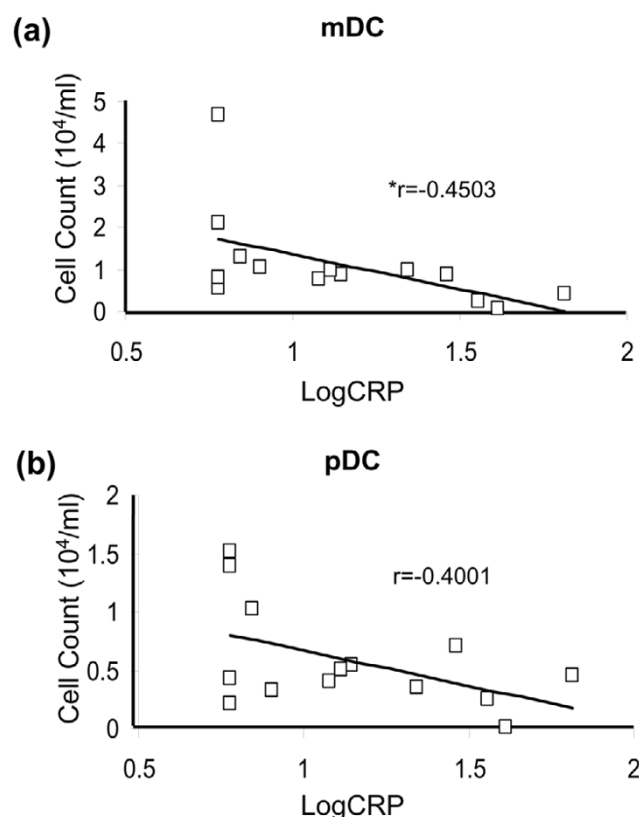 (a) mDC
Cell Count (10⁴/ml)
5
4
3
2
1
0
*r=-0.4503
0.5 1 1.5 2
LogCRP
(b) pDC
Cell Count (10⁴/ml)
2
1.5
1
0.5
0
r=-0.4001
0.5 1 1.5 2
LogCRP